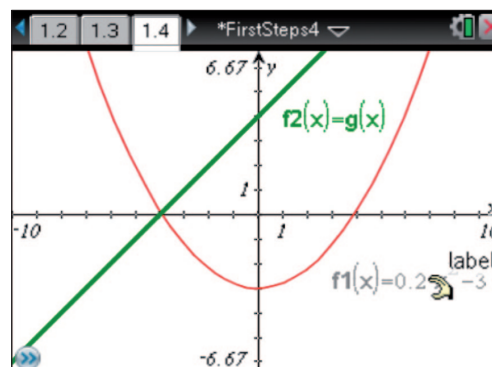 1.2 1.3 1.4 *FirstSteps4
6.67 y
f2(x)=g(x)
1
-10 1 x 10
label
f1(x)=0.2 -3
-6.67